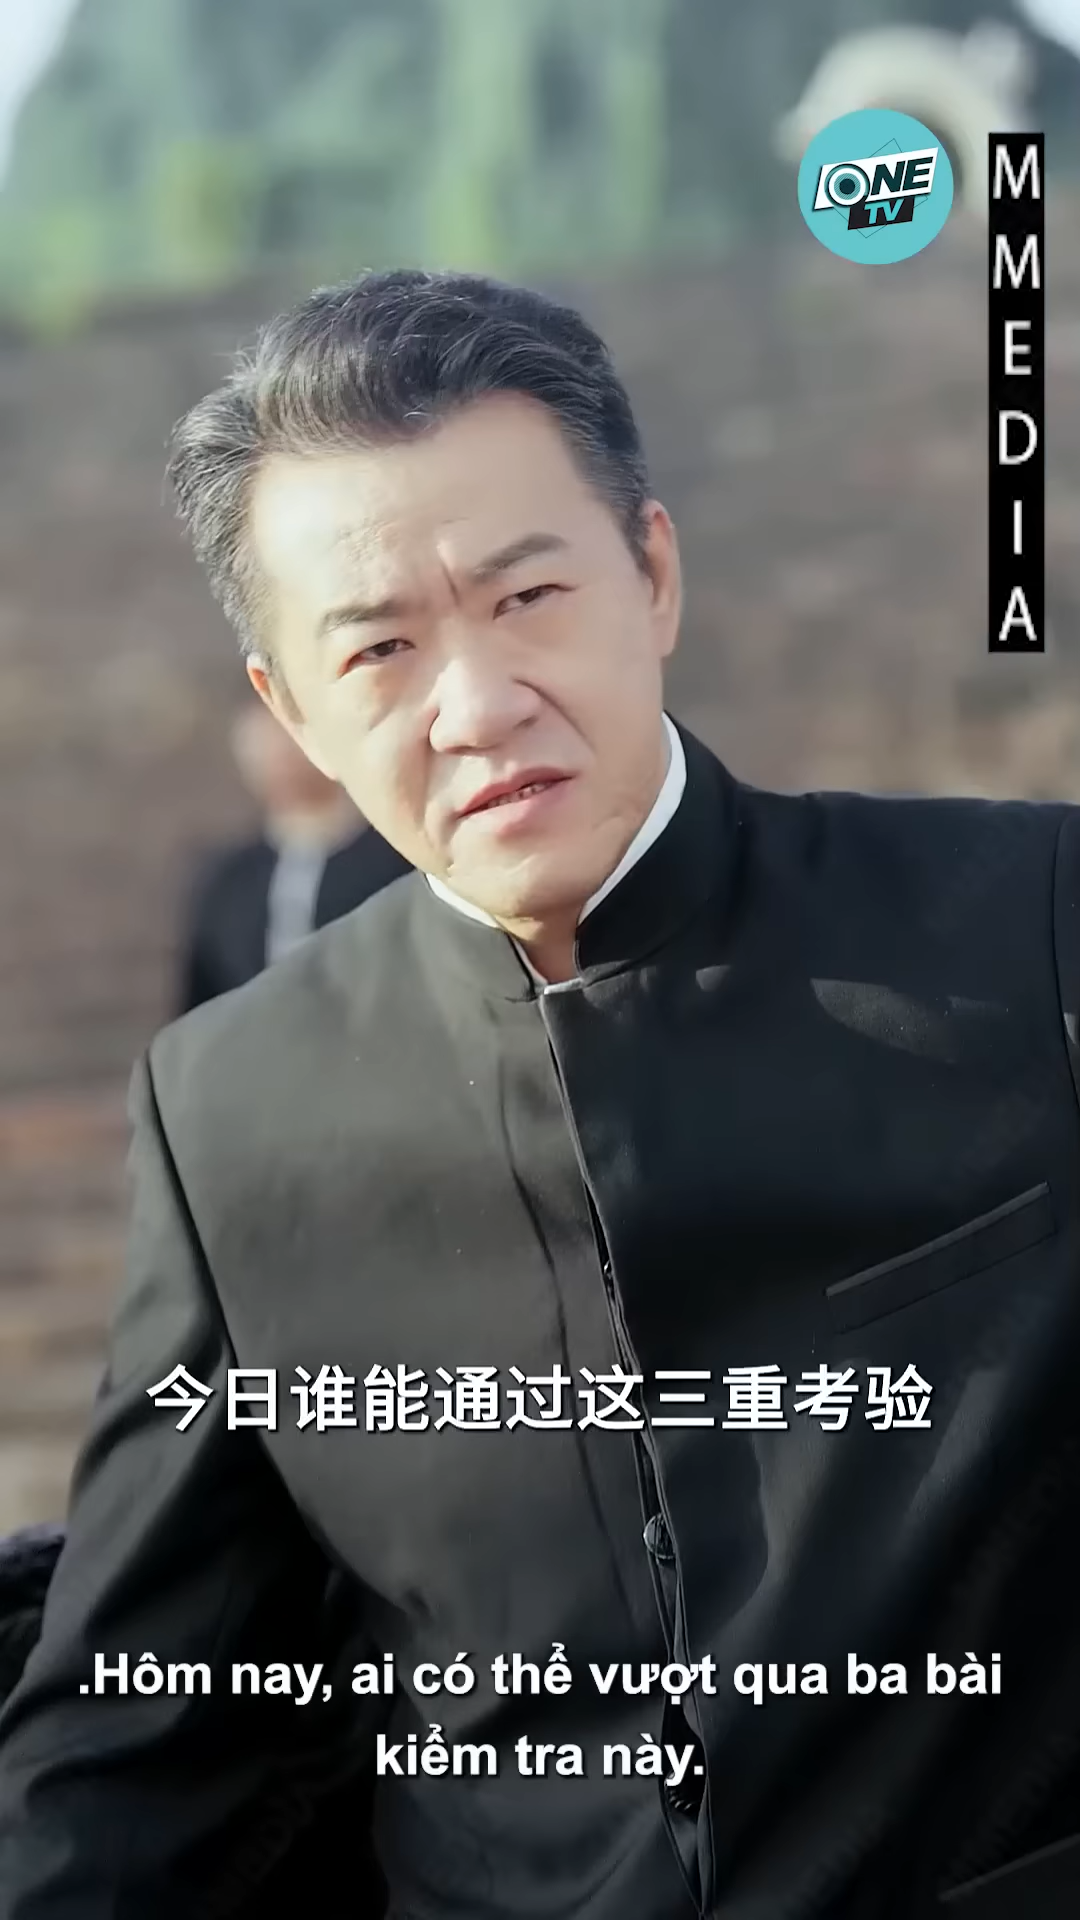 ONE
TV
MMEDIA
今日谁能通过这三重考验
.Hôm nay, ai có thể vượt qua ba bài
kiểm tra này.